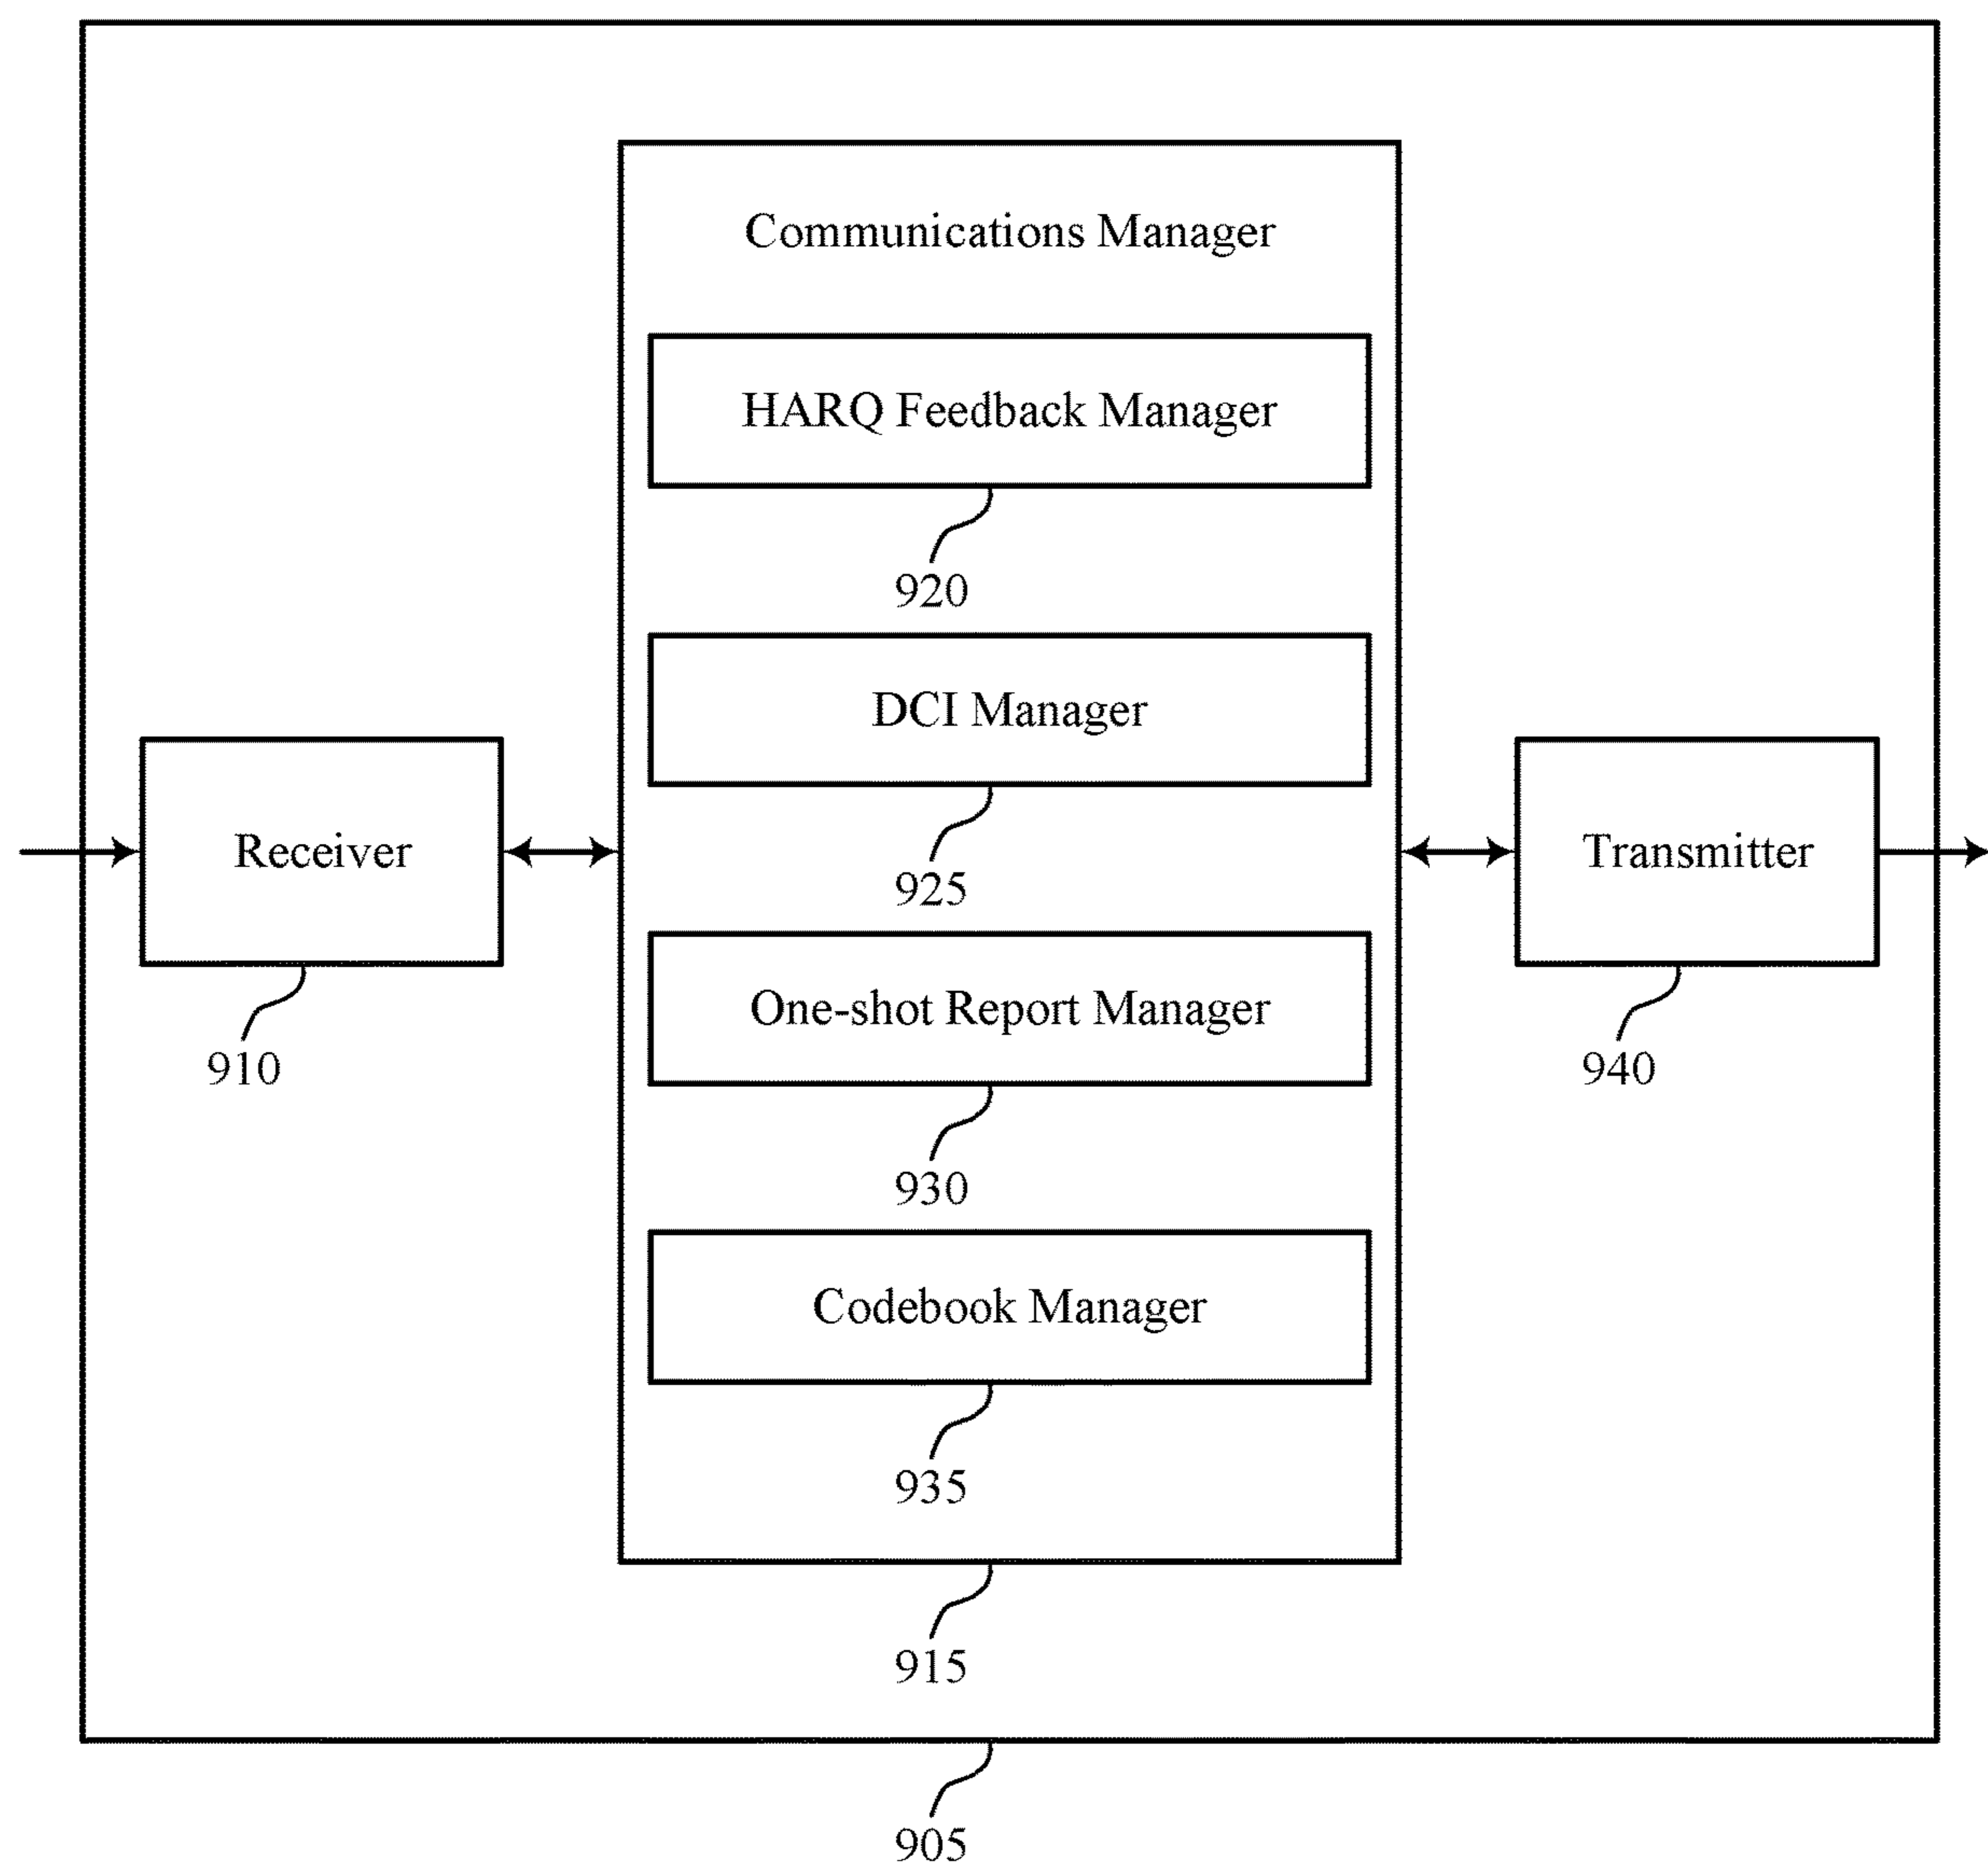 Communications Manager
HARQ Feedback Manager
920
DCI Manager
925
Receiver
910
One-shot Report Manager
930
Codebook Manager
935
915
Transmitter
940
905